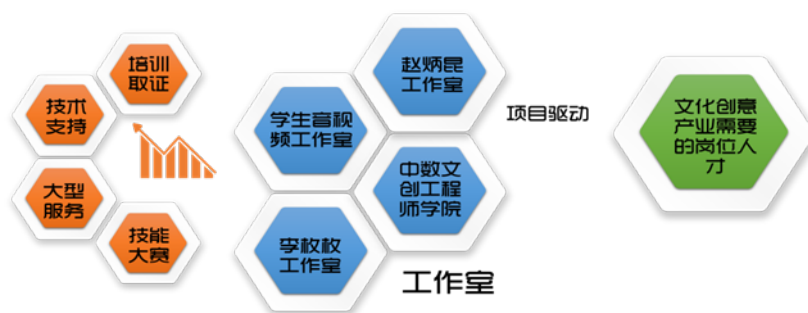 培训
取证
技术
支持
大型
服务
技能
大赛
赵炳昆
工作室
学生音视
频工作室
中数文
创工程
师学院
李枚枚
工作室
工作室
项目驱动
文化创意
产业需要
的岗位人
才